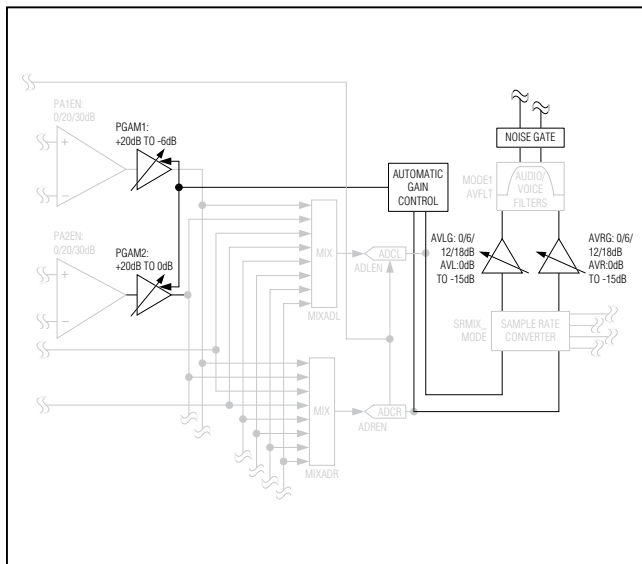 PA1EN:
0/20/30dB
PGAM1:
+20dB TO -6dB
+
−
PA2EN:
0/20/30dB
PGAM2:
+20dB TO 0dB
+
−
MIX
MIXADL
ADLEN
ADCL
MIX
MIXADR
ADREN
ADCR
AUTOMATIC
GAIN
CONTROL
NOISE GATE
MODE1
AVFLT
AUDIO/
VOICE
FILTERS
AVLG: 0/6/
12/18dB
AVL:0dB
TO -15dB
AVRG: 0/6/
12/18dB
AVR:0dB
TO -15dB
SRMIX_
MODE
SAMPLE RATE
CONVERTER